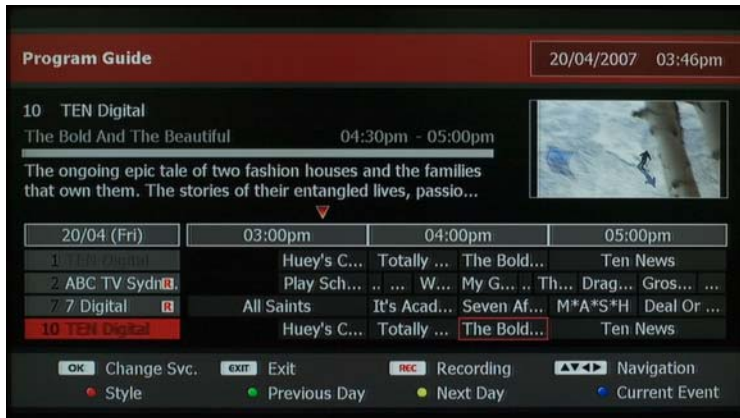 Program Guide
20/04/2007 03:46pm
10 TEN Digital
The Bold And The Beautiful 04:30pm - 05:00pm
The ongoing epic tale of two fashion houses and the families
that own them. The stories of their entangled lives, passio...
20/04 (Fri) 03:00pm 04:00pm 05:00pm
1 TEN Digital Huey's C... Totally ... The Bold... Ten News
2 ABC TV Sydn... R Play Sch... .. ... W... My G... .. Th... Drag... Gros... ...
7 7 Digital R All Saints It's Acad... Seven Af... M*A*S*H Deal Or ...
10 TEN Digital Huey's C... Totally ... The Bold... Ten News
OK Change Svc. EXIT Exit REC Recording ▲▼◄► Navigation
Style Previous Day Next Day Current Event